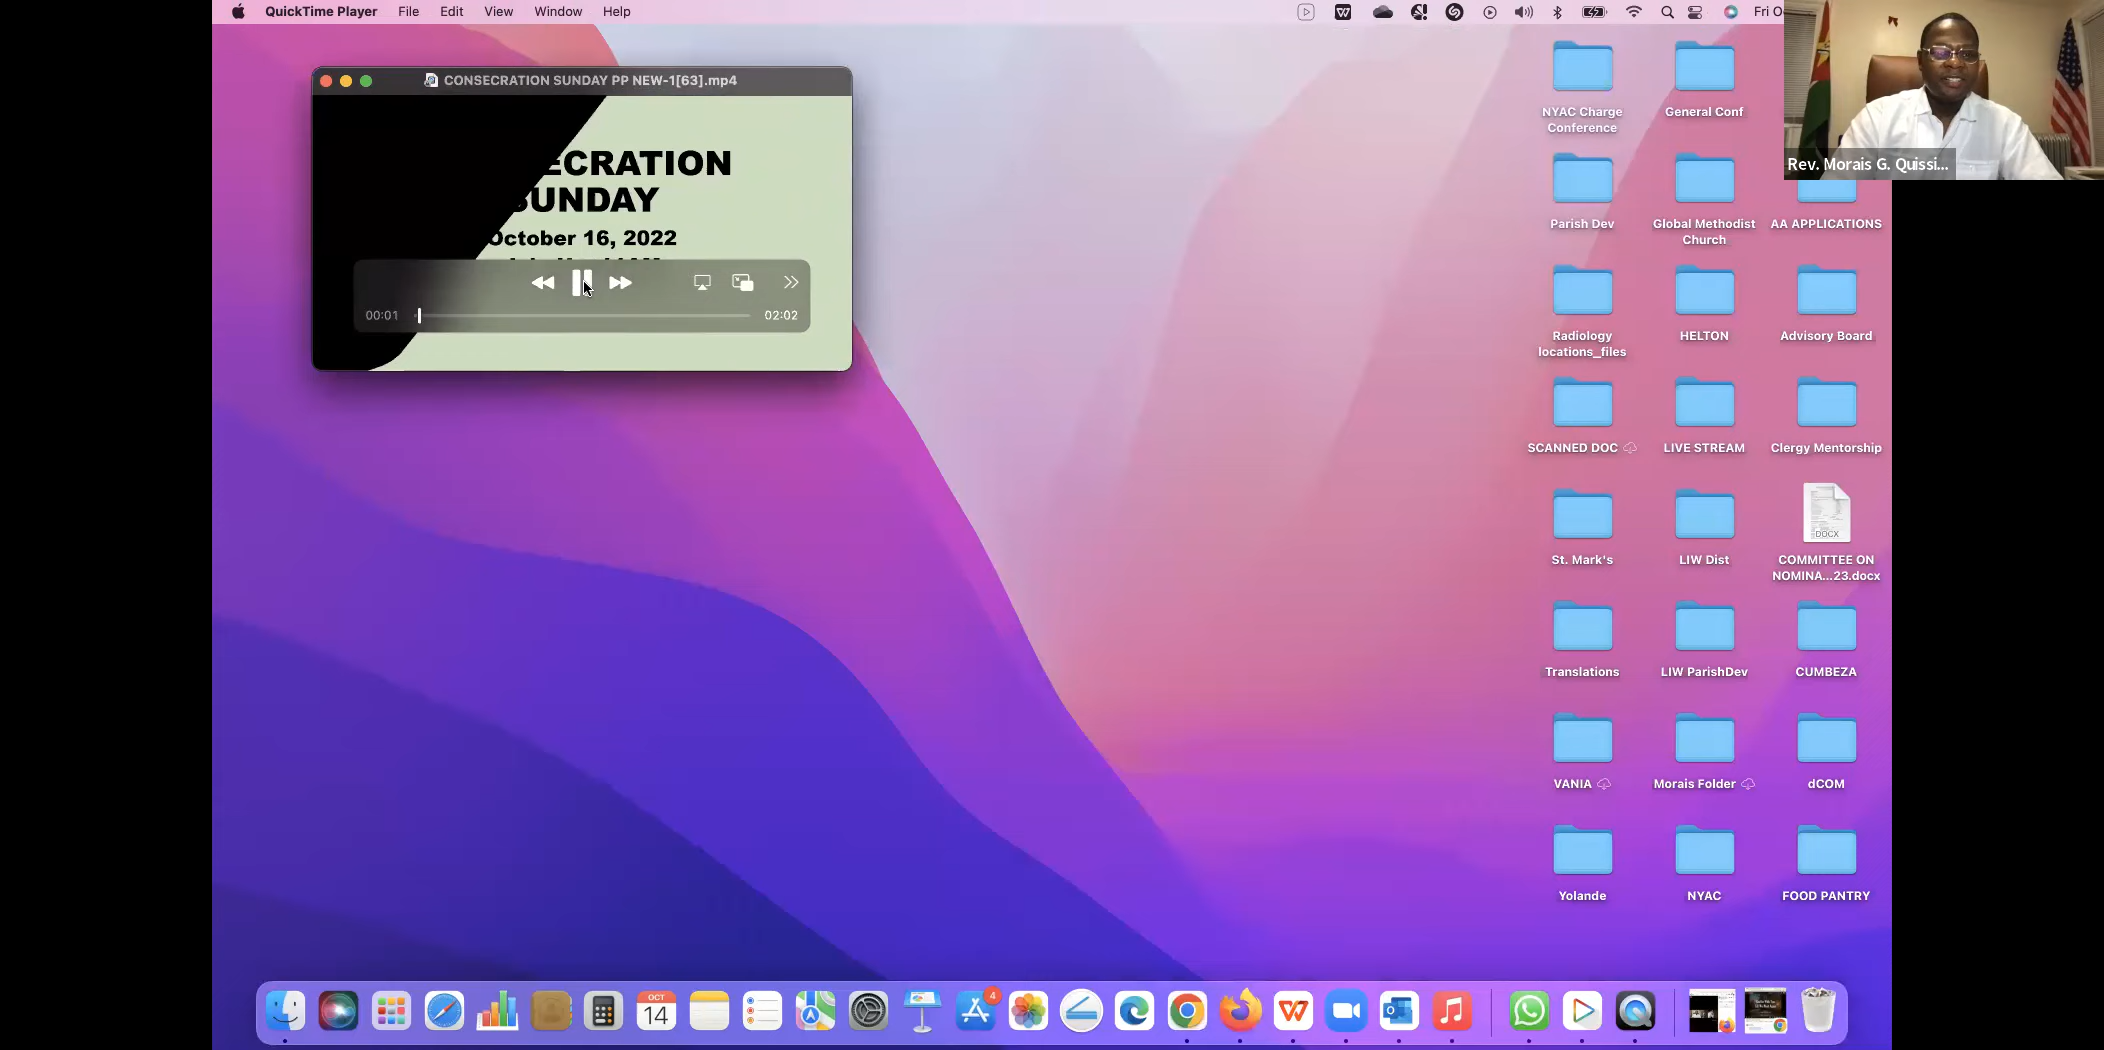 QuickTime Player File Edit View Window Help
Fri O
CONSECRATION SUNDAY PP NEW-1[63].mp4
ECRATION
SUNDAY
October 16, 2022
00:01
02:02
Rev. Morais G. Quissi...
NYAC Charge
Conference
General Conf
Parish Dev
Global Methodist
Church
AA APPLICATIONS
Radiology
locations_files
HELTON
Advisory Board
SCANNED DOC
LIVE STREAM
Clergy Mentorship
DOCX
St. Mark's
LIW Dist
COMMITTEE ON
NOMINA...23.docx
Translations
LIW ParishDev
CUMBEZA
VANIA
Morais Folder
dCOM
Yolande
NYAC
FOOD PANTRY
OCT
14
4